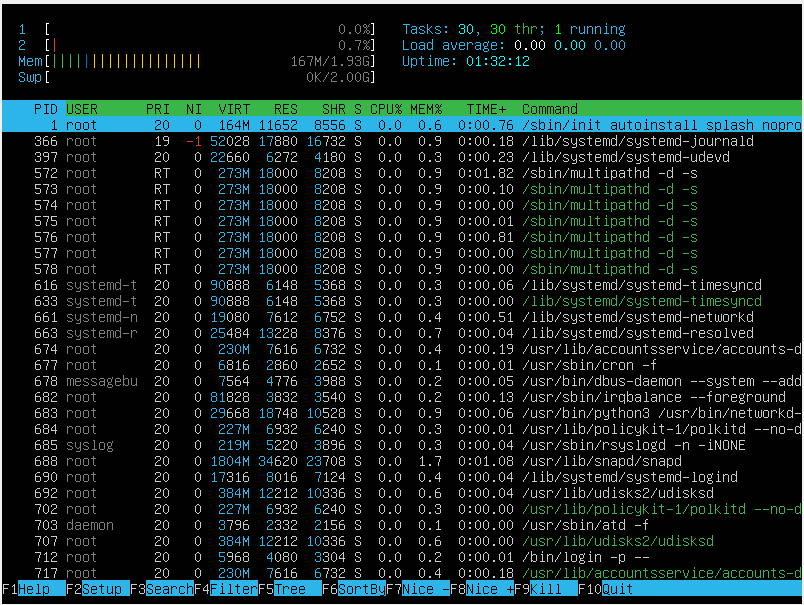 1 [ 0.0%] Tasks: 30, 30 thr; 1 running
2 [| 0.7%] Load average: 0.00 0.00 0.00
Mem[||||||||||||||||||| 167M/1.93G] Uptime: 01:32:12
Swp[ 0K/2.00G]
PID USER PRI NI VIRT RES SHR S CPU% MEM% TIME+ Command
1 root 20 0 164M 11652 8556 S 0.0 0.6 0:00.76 /sbin/init autoinstall splash nopro
366 root 19 -1 52028 17880 16732 S 0.0 0.9 0:00.18 /lib/systemd/systemd-journald
397 root 20 0 22660 6272 4180 S 0.0 0.3 0:00.23 /lib/systemd/systemd-udevd
572 root RT 0 273M 18000 8208 S 0.0 0.9 0:01.82 /sbin/multipathd -d -s
573 root RT 0 273M 18000 8208 S 0.0 0.9 0:00.10 /sbin/multipathd -d -s
574 root RT 0 273M 18000 8208 S 0.0 0.9 0:00.00 /sbin/multipathd -d -s
575 root RT 0 273M 18000 8208 S 0.0 0.9 0:00.01 /sbin/multipathd -d -s
576 root RT 0 273M 18000 8208 S 0.0 0.9 0:00.81 /sbin/multipathd -d -s
577 root RT 0 273M 18000 8208 S 0.0 0.9 0:00.00 /sbin/multipathd -d -s
578 root RT 0 273M 18000 8208 S 0.0 0.9 0:00.00 /sbin/multipathd -d -s
616 systemd-t 20 0 90888 6148 5368 S 0.0 0.3 0:00.06 /lib/systemd/systemd-timesyncd
633 systemd-t 20 0 90888 6148 5368 S 0.0 0.3 0:00.00 /lib/systemd/systemd-timesyncd
661 systemd-n 20 0 19080 7612 6752 S 0.0 0.4 0:00.51 /lib/systemd/systemd-networkd
663 systemd-r 20 0 25484 13228 8376 S 0.0 0.7 0:00.04 /lib/systemd/systemd-resolved
674 root 20 0 230M 7616 6732 S 0.0 0.4 0:00.19 /usr/lib/accountsservice/accounts-d
677 root 20 0 6816 2860 2652 S 0.0 0.1 0:00.01 /usr/sbin/cron -f
678 messagebu 20 0 7564 4776 3988 S 0.0 0.2 0:00.05 /usr/bin/dbus-daemon --system --add
682 root 20 0 81828 3832 3540 S 0.0 0.2 0:00.13 /usr/sbin/irqbalance --foreground
683 root 20 0 29668 18748 10528 S 0.0 0.9 0:00.06 /usr/bin/python3 /usr/bin/networkd-
684 root 20 0 227M 6932 6240 S 0.0 0.3 0:00.01 /usr/lib/policykit-1/polkitd --no-d
685 syslog 20 0 219M 5220 3896 S 0.0 0.3 0:00.04 /usr/sbin/rsyslogd -n -iNONE
688 root 20 0 1804M 34620 23708 S 0.0 1.7 0:01.08 /usr/lib/snapd/snapd
690 root 20 0 17316 8016 7124 S 0.0 0.4 0:00.04 /lib/systemd/systemd-logind
692 root 20 0 384M 12212 10336 S 0.0 0.6 0:00.04 /usr/lib/udisks2/udisksd
702 root 20 0 227M 6932 6240 S 0.0 0.3 0:00.00 /usr/lib/policykit-1/polkitd --no-d
703 daemon 20 0 3796 2332 2156 S 0.0 0.1 0:00.00 /usr/sbin/atd -f
707 root 20 0 384M 12212 10336 S 0.0 0.6 0:00.00 /usr/lib/udisks2/udisksd
712 root 20 0 5968 4080 3304 S 0.0 0.2 0:00.01 /bin/login -p --
717 root 20 0 230M 7616 6732 S 0.0 0.4 0:00.18 /usr/lib/accountsservice/accounts-d
F1Help F2Setup F3SearchF4FilterF5Tree F6SortByF7Nice -F8Nice +F9Kill F10Quit